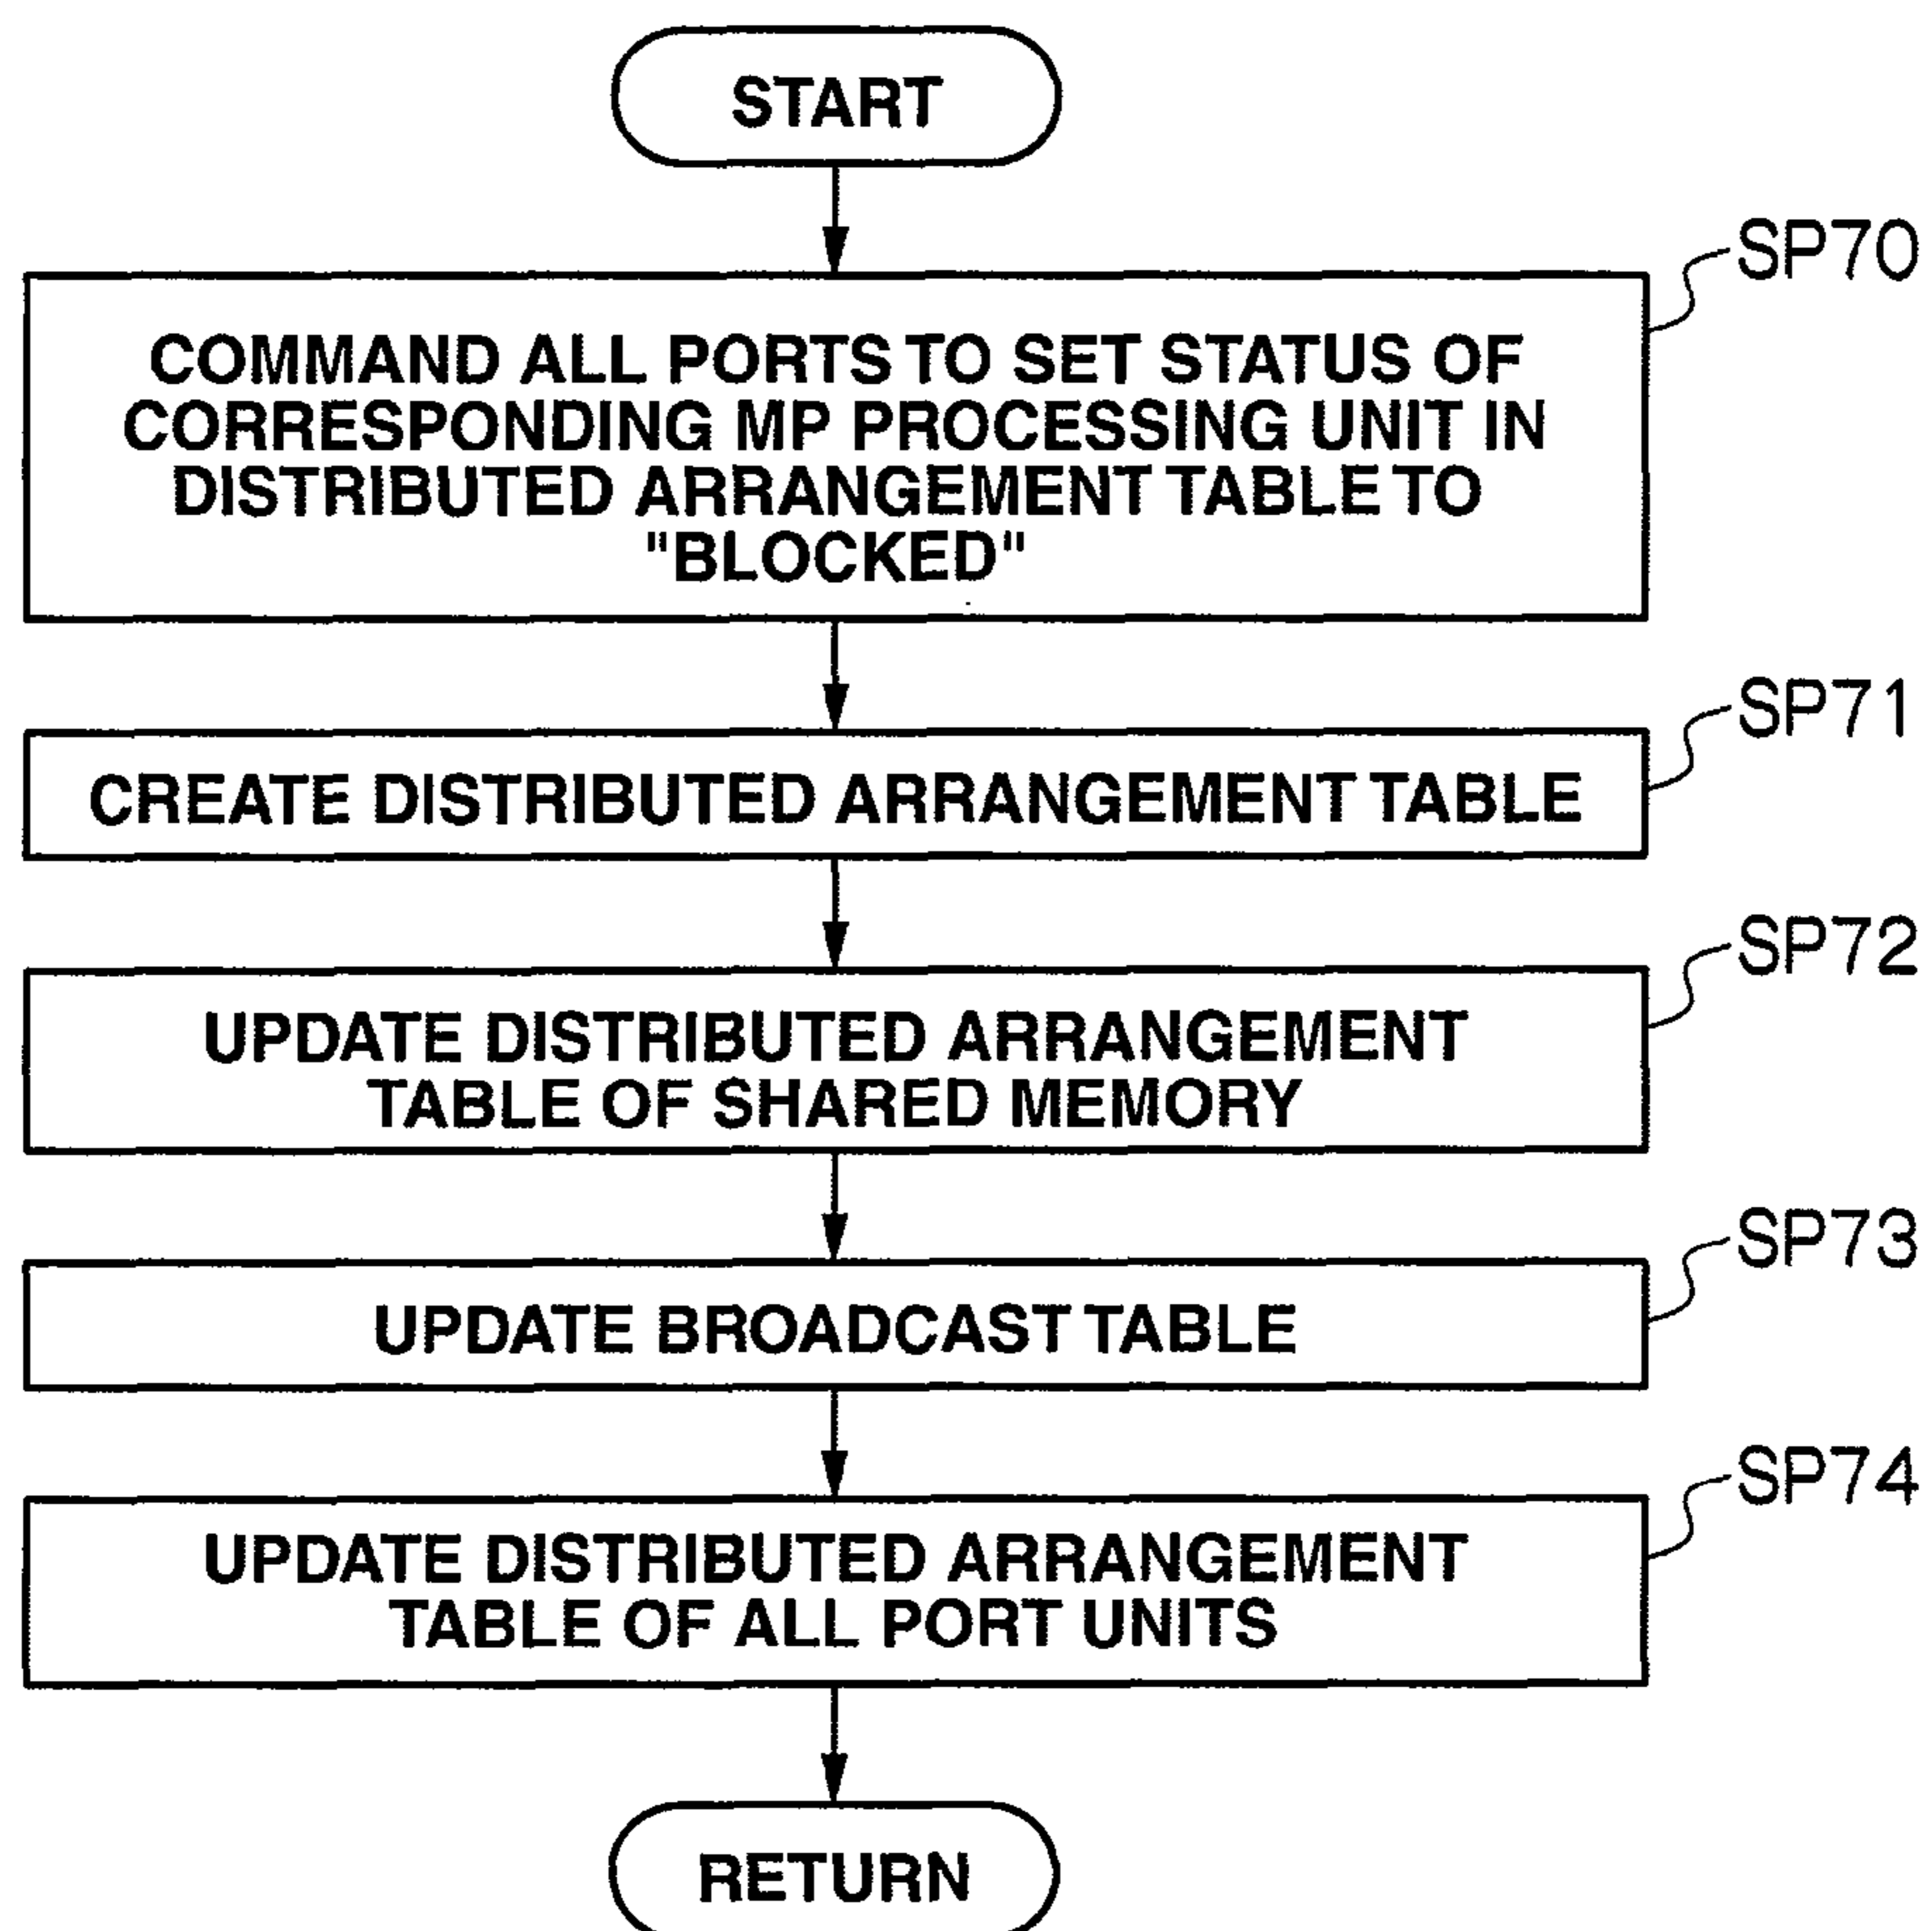 START
SP70
COMMAND ALL PORTS TO SET STATUS OF
CORRESPONDING MP PROCESSING UNIT IN
DISTRIBUTED ARRANGEMENT TABLE TO
"BLOCKED"
SP71
CREATE DISTRIBUTED ARRANGEMENT TABLE
SP72
UPDATE DISTRIBUTED ARRANGEMENT
TABLE OF SHARED MEMORY
SP73
UPDATE BROADCAST TABLE
SP74
UPDATE DISTRIBUTED ARRANGEMENT
TABLE OF ALL PORT UNITS
RETURN